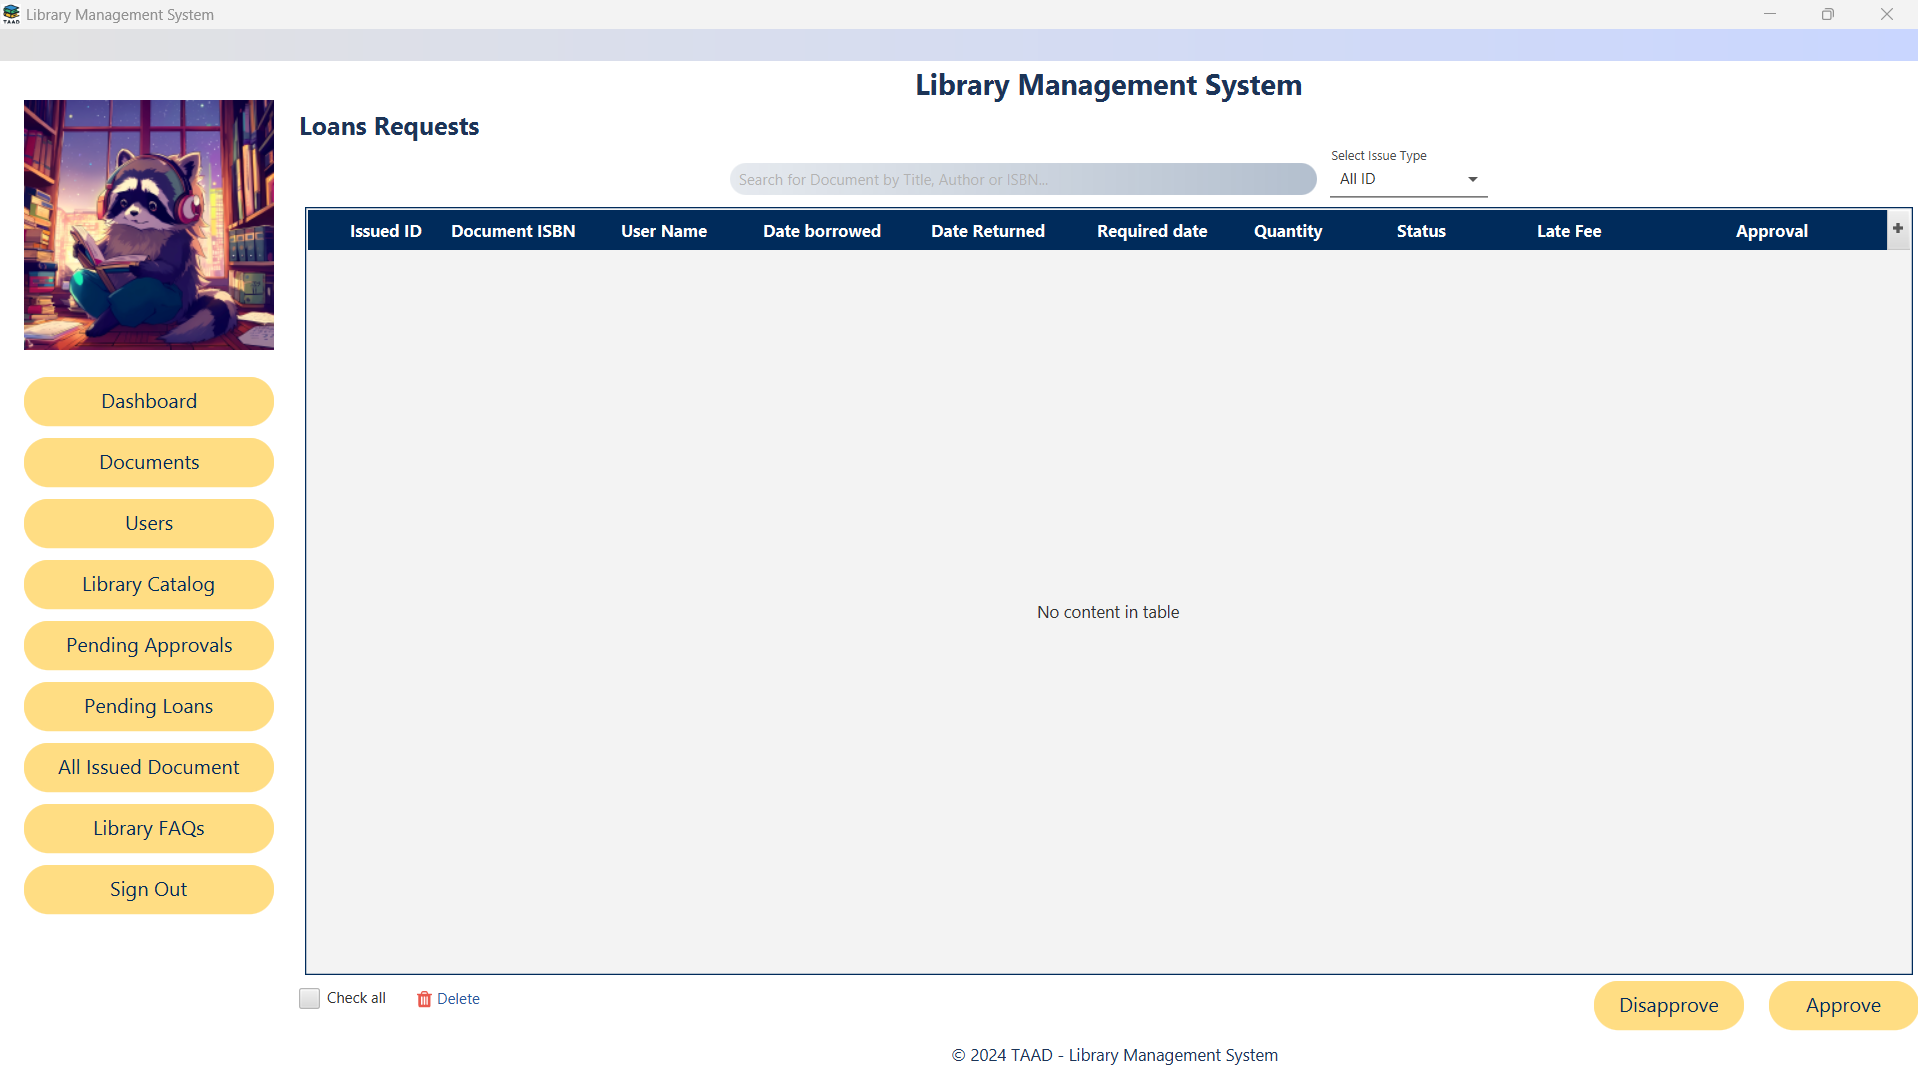 TAAD Library Management System
Library Management System
Loans Requests
Select Issue Type
Search for Document by Title, Author or ISBN...
All ID
Issued ID Document ISBN User Name Date borrowed Date Returned Required date Quantity Status Late Fee Approval +
No content in table
Dashboard
Documents
Users
Library Catalog
Pending Approvals
Pending Loans
All Issued Document
Library FAQs
Sign Out
Check all Delete
Disapprove Approve
© 2024 TAAD - Library Management System